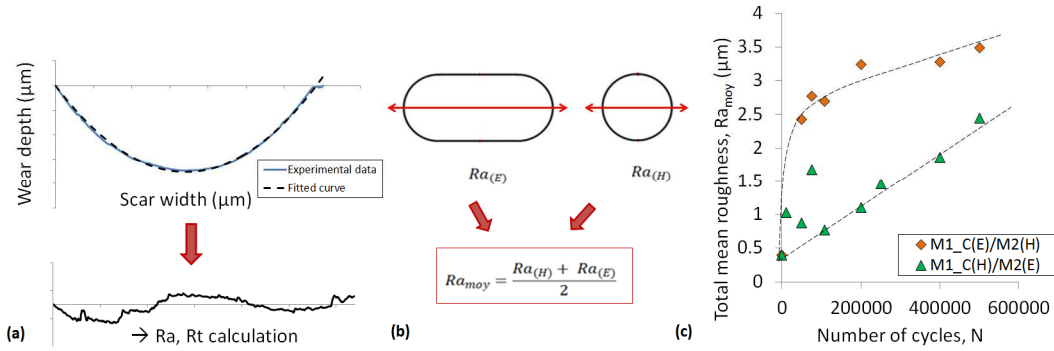 Wear depth (μm)
Experimental data
Fitted curve
Scar width (μm)
(a)
→ Ra, Rt calculation
Ra(E)
Ra(H)
Ramoy = Ra(H) + Ra(E) / 2
(b)
(c)
Total mean roughness, Ramoy (μm)
4
3.5
3
2.5
2
1.5
1
0.5
0
M1_C(E)/M2(H)
M1_C(H)/M2(E)
0 200000 400000 600000
Number of cycles, N